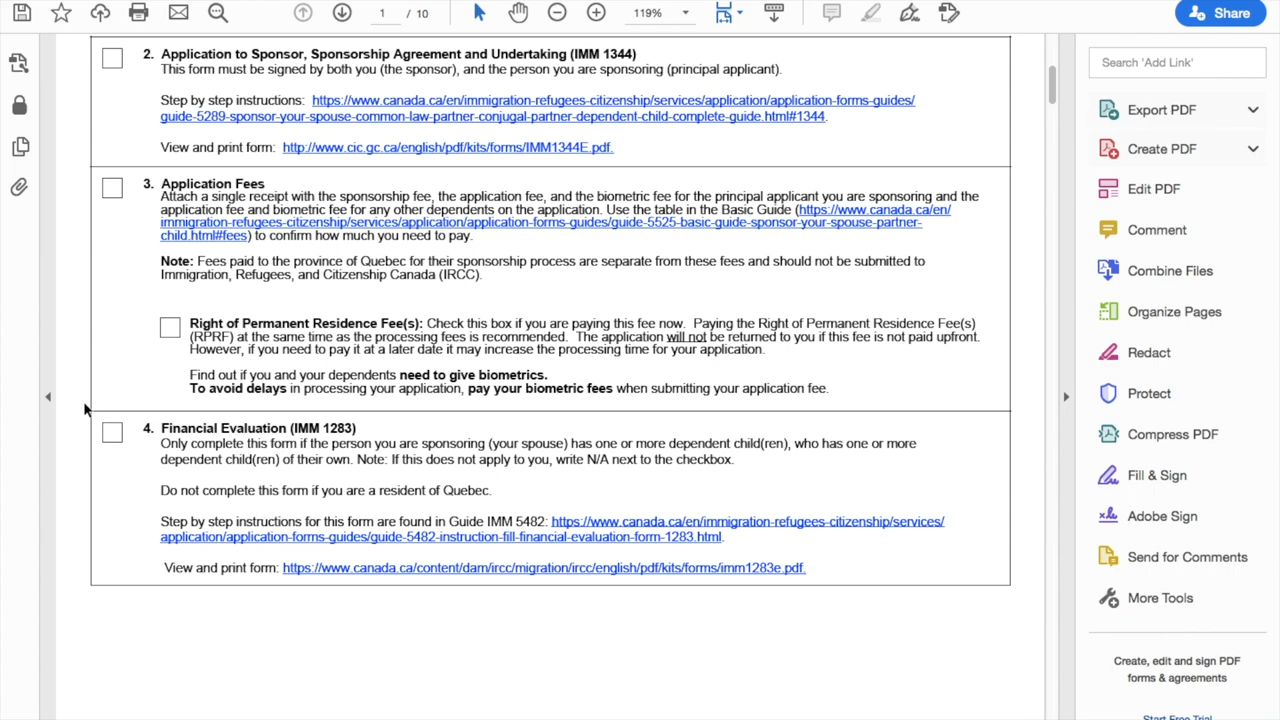 1 / 10
119%
Share
2. Application to Sponsor, Sponsorship Agreement and Undertaking (IMM 1344)
This form must be signed by both you (the sponsor), and the person you are sponsoring (principal applicant).
Step by step instructions: https://www.canada.ca/en/immigration-refugees-citizenship/services/application/application-forms-guides/
guide-5289-sponsor-your-spouse-common-law-partner-conjugal-partner-dependent-child-complete-guide.html#1344.
View and print form: http://www.cic.gc.ca/english/pdf/kits/forms/IMM1344E.pdf.
3. Application Fees
Attach a single receipt with the sponsorship fee, the application fee, and the biometric fee for the principal applicant you are sponsoring and the
application fee and biometric fee for any other dependents on the application. Use the table in the Basic Guide (https://www.canada.ca/en/
immigration-refugees-citizenship/services/application/application-forms-guides/guide-5525-basic-guide-sponsor-your-spouse-partner-
child.html#fees) to confirm how much you need to pay.
Note: Fees paid to the province of Quebec for their sponsorship process are separate from these fees and should not be submitted to
Immigration, Refugees, and Citizenship Canada (IRCC).
Right of Permanent Residence Fee(s): Check this box if you are paying this fee now. Paying the Right of Permanent Residence Fee(s)
(RPRF) at the same time as the processing fees is recommended. The application will not be returned to you if this fee is not paid upfront.
However, if you need to pay it at a later date it may increase the processing time for your application.
Find out if you and your dependents need to give biometrics.
To avoid delays in processing your application, pay your biometric fees when submitting your application fee.
4. Financial Evaluation (IMM 1283)
Only complete this form if the person you are sponsoring (your spouse) has one or more dependent child(ren), who has one or more
dependent child(ren) of their own. Note: If this does not apply to you, write N/A next to the checkbox.
Do not complete this form if you are a resident of Quebec.
Step by step instructions for this form are found in Guide IMM 5482: https://www.canada.ca/en/immigration-refugees-citizenship/services/
application/application-forms-guides/guide-5482-instruction-fill-financial-evaluation-form-1283.html.
View and print form: https://www.canada.ca/content/dam/ircc/migration/ircc/english/pdf/kits/forms/imm1283e.pdf.
Search 'Add Link'
Export PDF
Create PDF
Edit PDF
Comment
Combine Files
Organize Pages
Redact
Protect
Compress PDF
Fill & Sign
Adobe Sign
Send for Comments
More Tools
Create, edit and sign PDF
forms & agreements
Start Free Trial